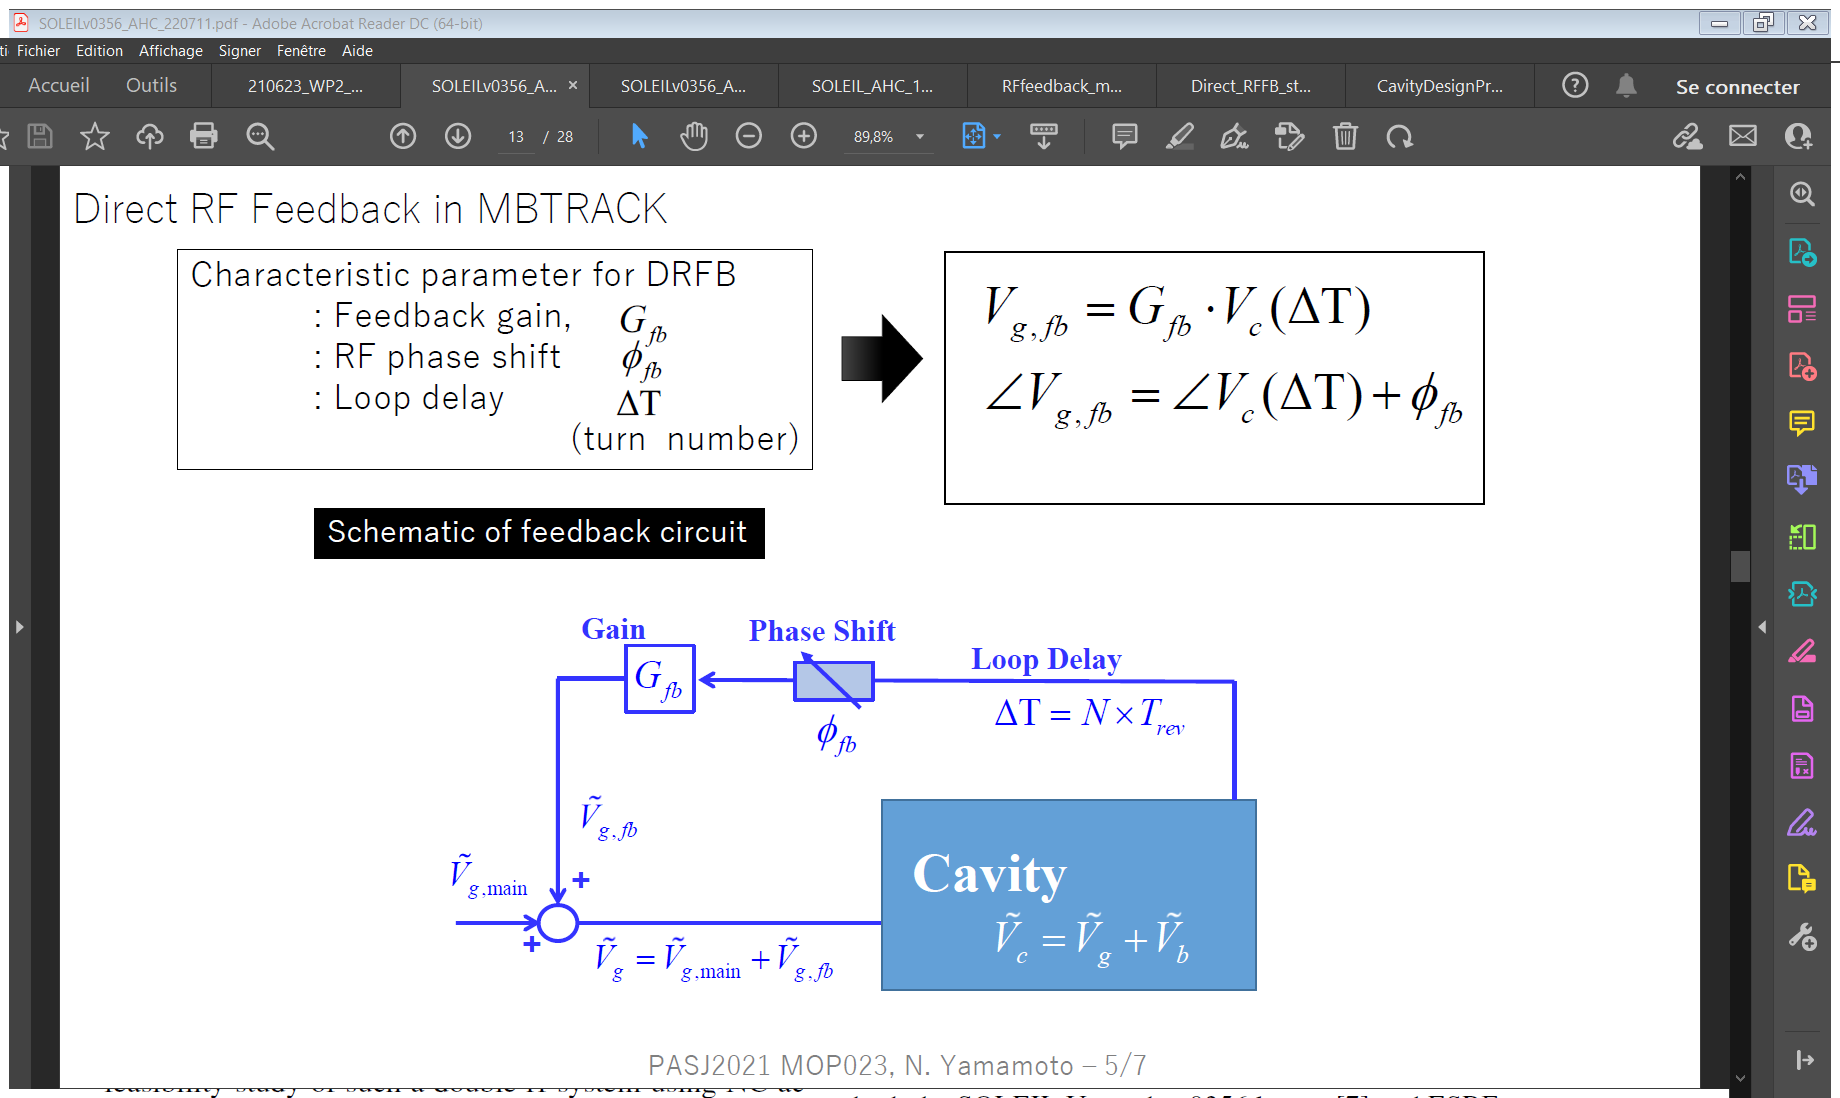 SOLEILv0356_AHC_220711.pdf - Adobe Acrobat Reader DC (64-bit)
Fichier Edition Affichage Signer Fenêtre Aide
Accueil Outils 210623_WP2_... SOLEILv0356_A... × SOLEILv0356_A... SOLEIL_AHC_1... RFfeedback_m... Direct_RFFB_st... CavityDesignPr... ? Se connecter
13 / 28 89,8%
Direct RF Feedback in MBTRACK
Characteristic parameter for DRFB
: Feedback gain, G_fb
: RF phase shift ϕ_fb
: Loop delay ΔT
(turn number)
V_g,fb = G_fb · V_c (ΔT)
∠V_g,fb = ∠V_c (ΔT) + ϕ_fb
Schematic of feedback circuit
Gain
Phase Shift
Loop Delay
G_fb
ϕ_fb
ΔT = N × T_rev
Ṽ_g,fb
Ṽ_g,main
+
+
Ṽ_g = Ṽ_g,main + Ṽ_g,fb
Cavity
Ṽ_c = Ṽ_g + Ṽ_b
PASJ2021 MOP023, N. Yamamoto – 5/7